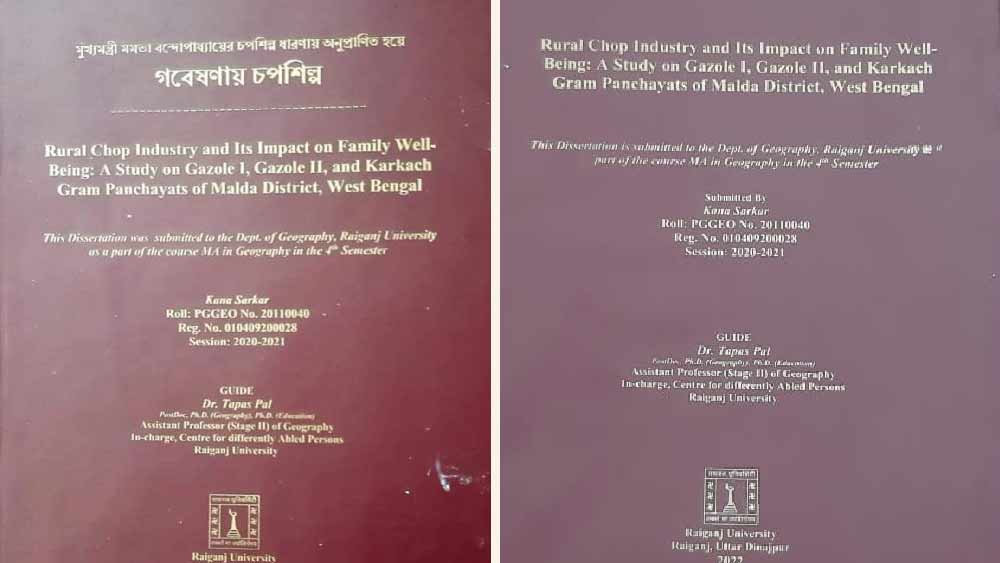 মুখ্যমন্ত্রী মমতা বন্দোপাধ্যায়ের চপশিল্প ধারণায় অনুপ্রাণিত হয়ে
গবেষণায় চপশিল্প
Rural Chop Industry and Its Impact on Family Well-
Being: A Study on Gazole I, Gazole II, and Karkach
Gram Panchayats of Malda District, West Bengal
This Dissertation was submitted to the Dept. of Geography, Raiganj University
as a part of the course MA in Geography in the 4th Semester
Kana Sarkar
Roll: PGGEO No. 20110040
Reg. No. 010409200028
Session: 2020-2021
GUIDE
Dr. Tapas Pal
PostDoc, Ph.D. (Geography), Ph.D. (Education)
Assistant Professor (Stage II) of Geography
In-charge, Centre for differently Abled Persons
Raiganj University
Raiganj University
Rural Chop Industry and Its Impact on Family Well-
Being: A Study on Gazole I, Gazole II, and Karkach
Gram Panchayats of Malda District, West Bengal
This Dissertation is submitted to the Dept. of Geography, Raiganj University
part of the course MA in Geography in the 4th Semester
Submitted By
Kana Sarkar
Roll: PGGEO No. 20110040
Reg. No. 010409200028
Session: 2020-2021
GUIDE
Dr. Tapas Pal
PostDoc, Ph.D. (Geography), Ph.D. (Education)
Assistant Professor (Stage II) of Geography
In-charge, Centre for differently Abled Persons
Raiganj University
Raiganj University
Raiganj, Uttar Dinajpur
2022